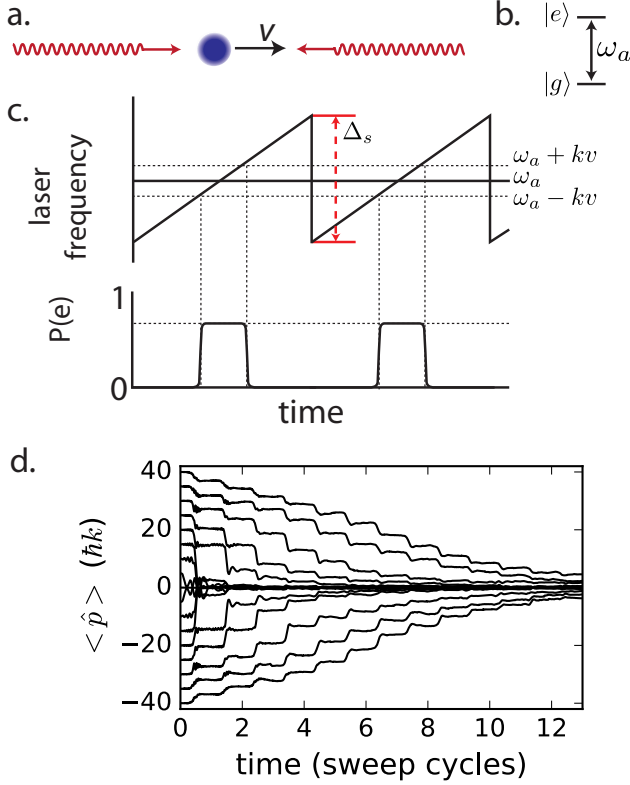 a.
v
b.
|e⟩
ω_a
|g⟩
c.
laser
frequency
Δ_s
ω_a + kv
ω_a
ω_a − kv
P(e)
1
0
time
d.
< p̂ > (ħk)
40
20
0
−20
−40
0 2 4 6 8 10 12
time (sweep cycles)